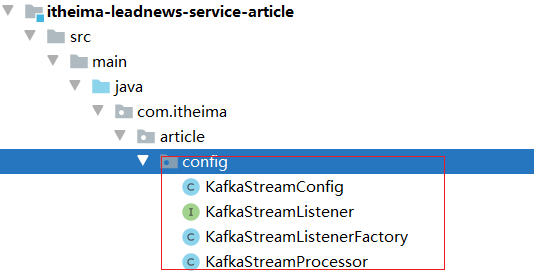 itheima-leadnews-service-article
src
main
java
com.itheima
article
config
C KafkaStreamConfig
I KafkaStreamListener
C KafkaStreamListenerFactory
C KafkaStreamProcessor